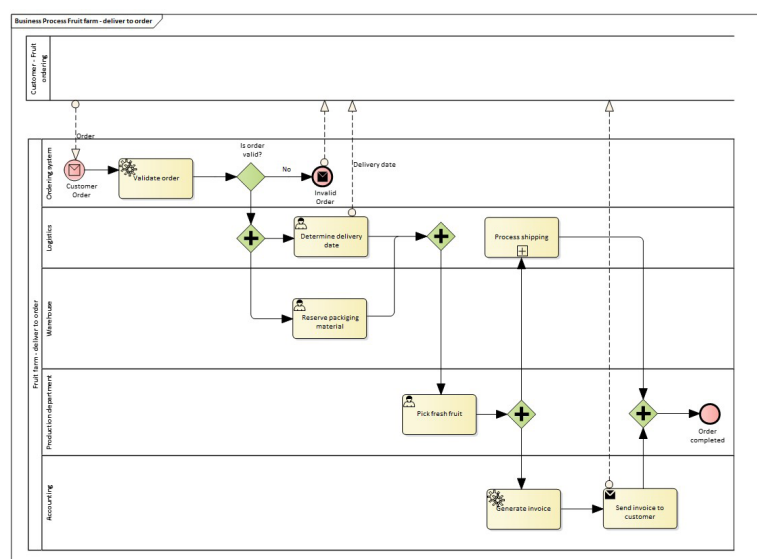 Business Process Fruit farm - deliver to order
Customer - Fruit
ordering
Order
Fruit farm - deliver to order
Ordering system
Customer
Order
Validate order
Is order
valid?
No
Invalid
Order
Delivery date
Logistics
Determine delivery
date
Process shipping
Warehouse
Reserve packiging
material
Production department
Pick fresh fruit
Order
completed
Accounting
Generate invoice
Send invoice to
customer